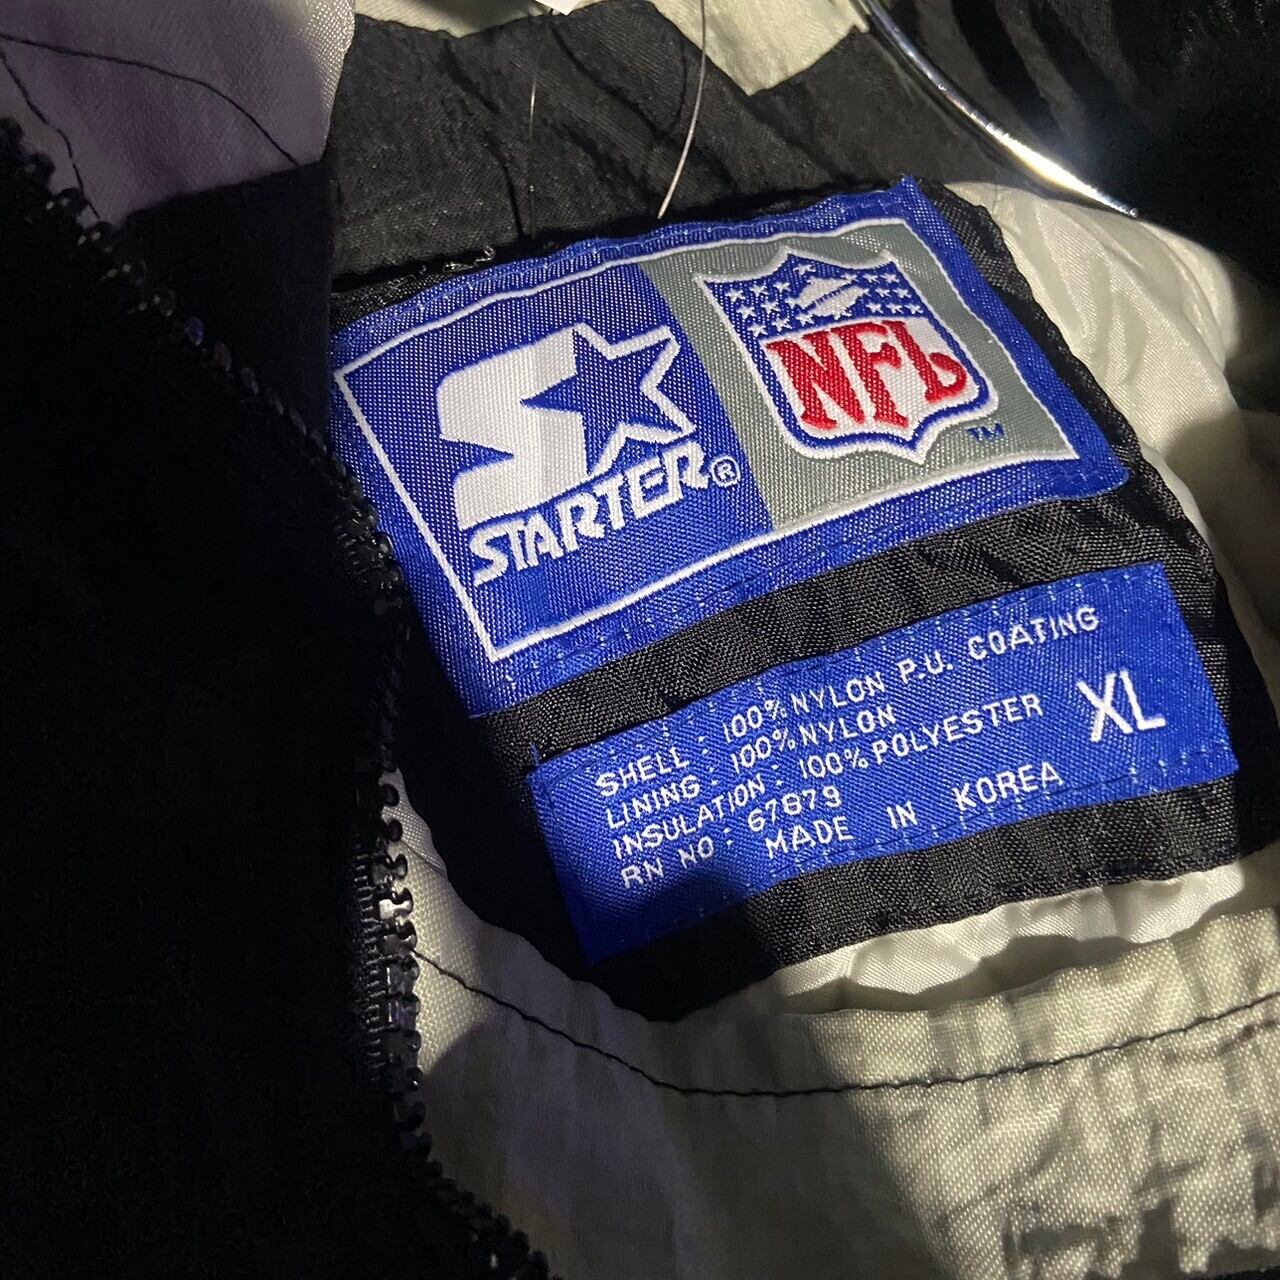 STARTER®
NFL
TM
SHELL : 100% NYLON P.U. COATING
LINING : 100% NYLON
INSULATION : 100% POLYESTER
RN NO : 67879
MADE IN KOREA
XL